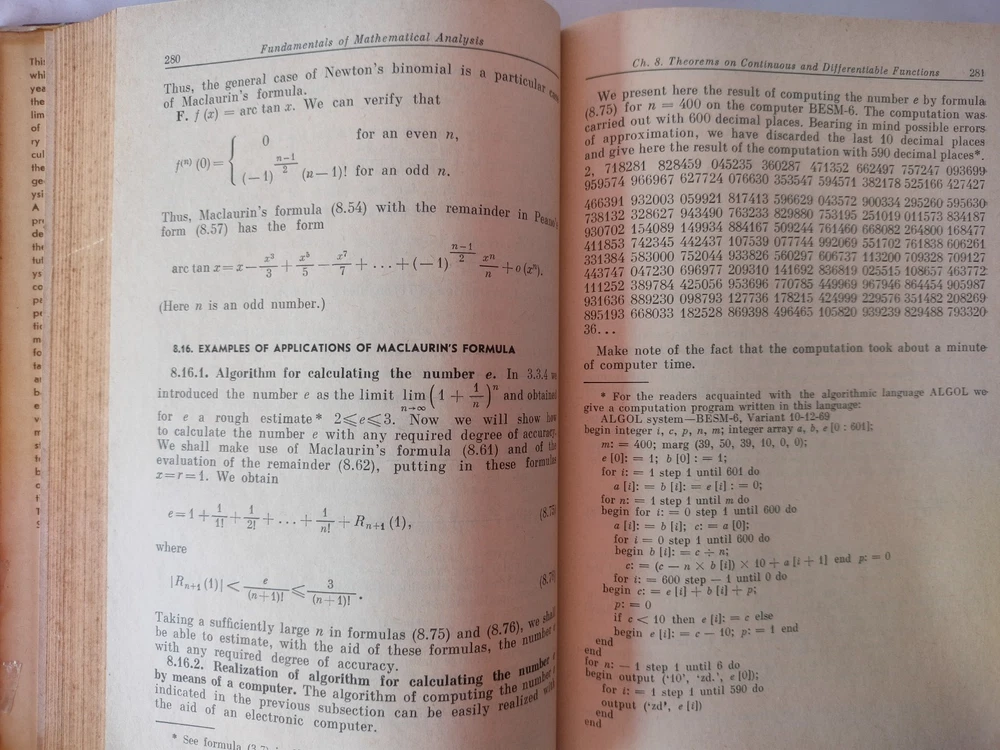 280
Fundamentals of Mathematical Analysis
Thus, the general case of Newton's binomial is a particular case
of Maclaurin's formula.
F. f (x) = arc tan x. We can verify that
f⁽ⁿ⁾ (0) = { 0 for an even n,
(—1)^((n—1)/2) (n—1)! for an odd n.
Thus, Maclaurin's formula (8.54) with the remainder in Peano's
form (8.57) has the form
arc tan x = x — x³/3 + x⁵/5 — x⁷/7 + ... + (—1)^((n—1)/2) xⁿ/n + o (xⁿ).
(Here n is an odd number.)
8.16. EXAMPLES OF APPLICATIONS OF MACLAURIN'S FORMULA
8.16.1. Algorithm for calculating the number e. In 3.3.4 we
introduced the number e as the limit lim n→∞ (1 + 1/n)ⁿ and obtained
for e a rough estimate* 2⩽e⩽3. Now we will show how
to calculate the number e with any required degree of accuracy.
We shall make use of Maclaurin's formula (8.61) and of the
evaluation of the remainder (8.62), putting in these formulas
x=r=1. We obtain
e = 1 + 1/1! + 1/2! + ... + 1/n! + Rₙ₊₁ (1), (8.75)
where
|Rₙ₊₁ (1)| < e/(n+1)! ⩽ 3/(n+1)! . (8.76)
Taking a sufficiently large n in formulas (8.75) and (8.76), we shall
be able to estimate, with the aid of these formulas, the number e
with any required degree of accuracy.
8.16.2. Realization of algorithm for calculating the number e
by means of a computer. The algorithm of computing the number e
indicated in the previous subsection can be easily realized with
the aid of an electronic computer.
* See formula
Ch. 8. Theorems on Continuous and Differentiable Functions
281
We present here the result of computing the number e by formula
(8.75) for n = 400 on the computer BESM-6. The computation was
carried out with 600 decimal places. Bearing in mind possible errors
of approximation, we have discarded the last 10 decimal places
and give here the result of the computation with 590 decimal places*.
2, 718281 828459 045235 360287 471352 662497 757247 093699
959574 966967 627724 076630 353547 594571 382178 525166 427427
466391 932003 059921 817413 596629 043572 900334 295260 595630
738132 328627 943490 763233 829880 753195 251019 011573 834187
930702 154089 149934 884167 509244 761460 668082 264800 168477
411853 742345 442437 107539 077744 992069 551702 761838 606261
331384 583000 752044 933826 560297 606737 113200 709328 709127
443747 047230 696977 209310 141692 836819 025515 108657 463772
111252 389784 425056 953696 770785 449969 967946 864454 905987
931636 889230 098793 127736 178215 424999 229576 351482 208269
895193 668033 182528 869398 496465 105820 939239 829488 793320
36...
Make note of the fact that the computation took about a minute
of computer time.
* For the readers acquainted with the algorithmic language ALGOL we
give a computation program written in this language:
ALGOL system—BESM-6, Variant 10-12-69
begin integer i, c, p, n, m; integer array a, b, e [0 : 601];
m: = 400; marg (39, 50, 39, 10, 0, 0);
e [0]: = 1; b [0] : = 1;
for i: = 1 step 1 until 601 do
a [i]: = b [i]: = e [i] : = 0;
for n: = 1 step 1 until m do
begin for i: = 0 step 1 until 600 do
a [i]: = b [i]; c: = a [0];
for i = 0 step 1 until 600 do
begin b [i]: = c ÷ n;
c: = (c — n × b [i]) × 10 + a [i + 1] end p: = 0
for i: = 600 step — 1 until 0 do
begin c: = e [i] + b [i] + p;
p: = 0
if c < 10 then e [i]: = c else
begin e [i]: = c — 10; p: = 1 end
end
end
for n: — 1 step 1 until 6 do
begin output ('10', 'zd.', e [0]);
for i: = 1 step 1 until 590 do
output ('zd', e [i])
end
end